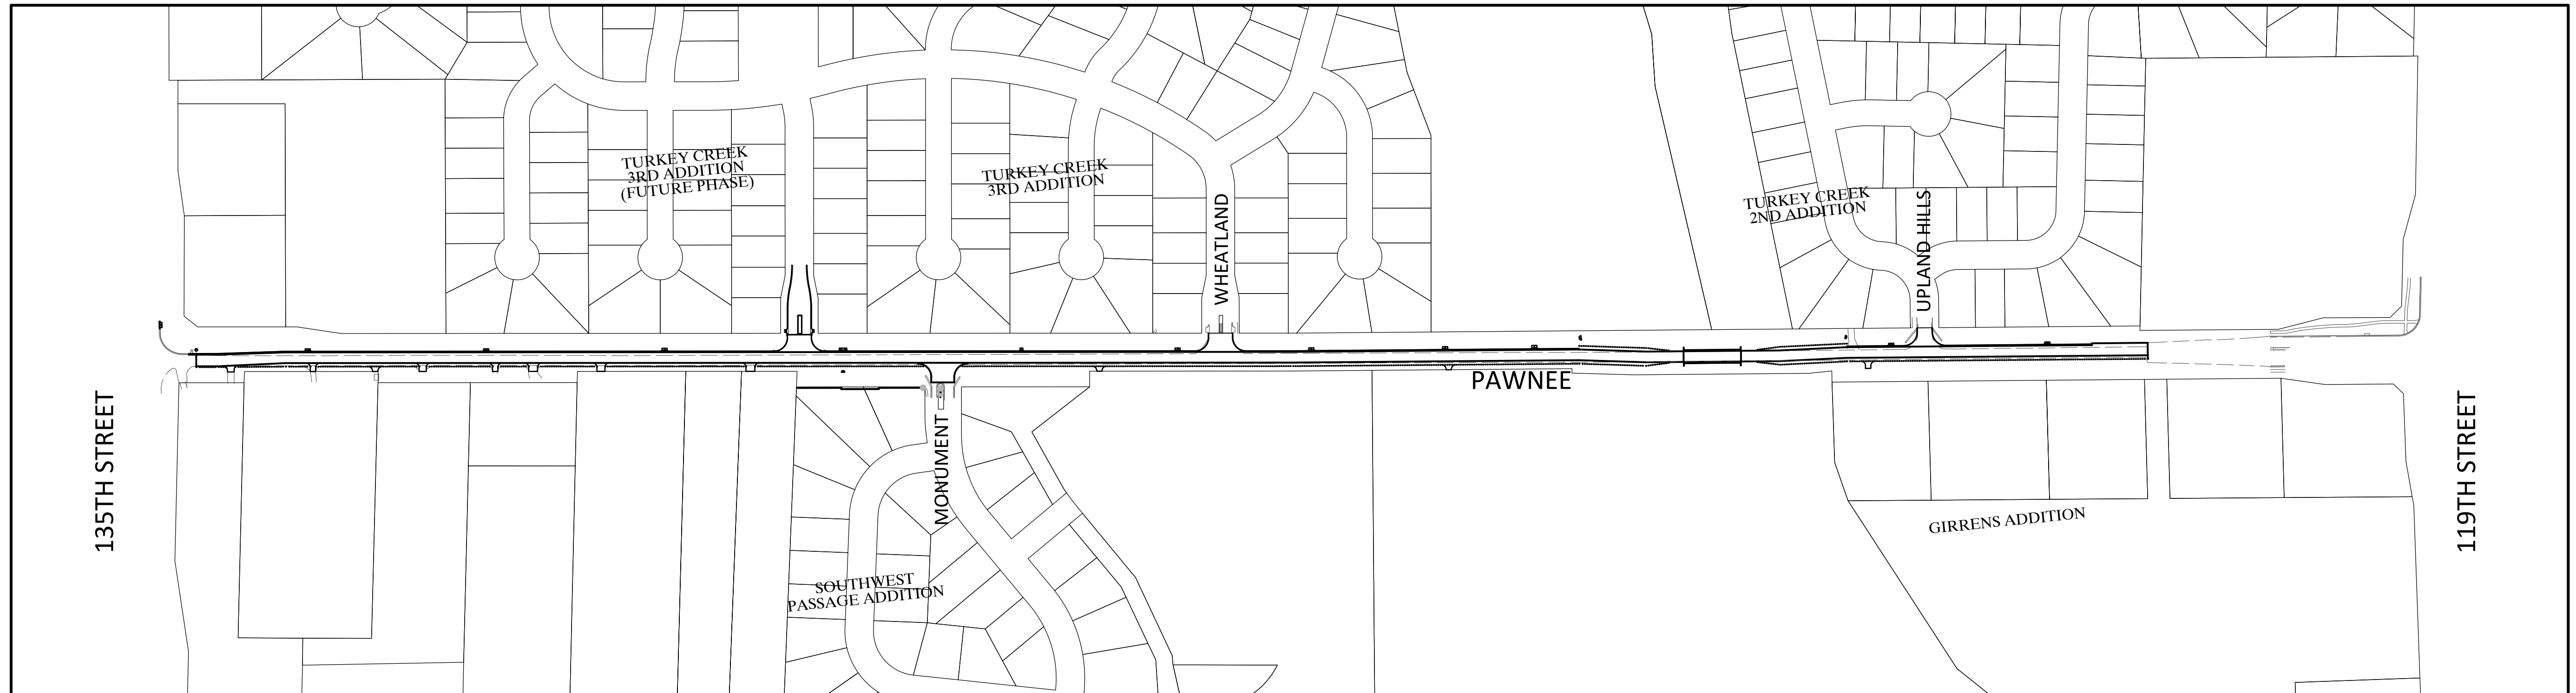 TURKEY CREEK
3RD ADDITION
(FUTURE PHASE)
TURKEY CREEK
3RD ADDITION
WHEATLAND
TURKEY CREEK
2ND ADDITION
UPLAND HILLS
PAWNEE
135TH STREET
MONUMENT
119TH STREET
GIRRENS ADDITION
SOUTHWEST
PASSAGE ADDITION